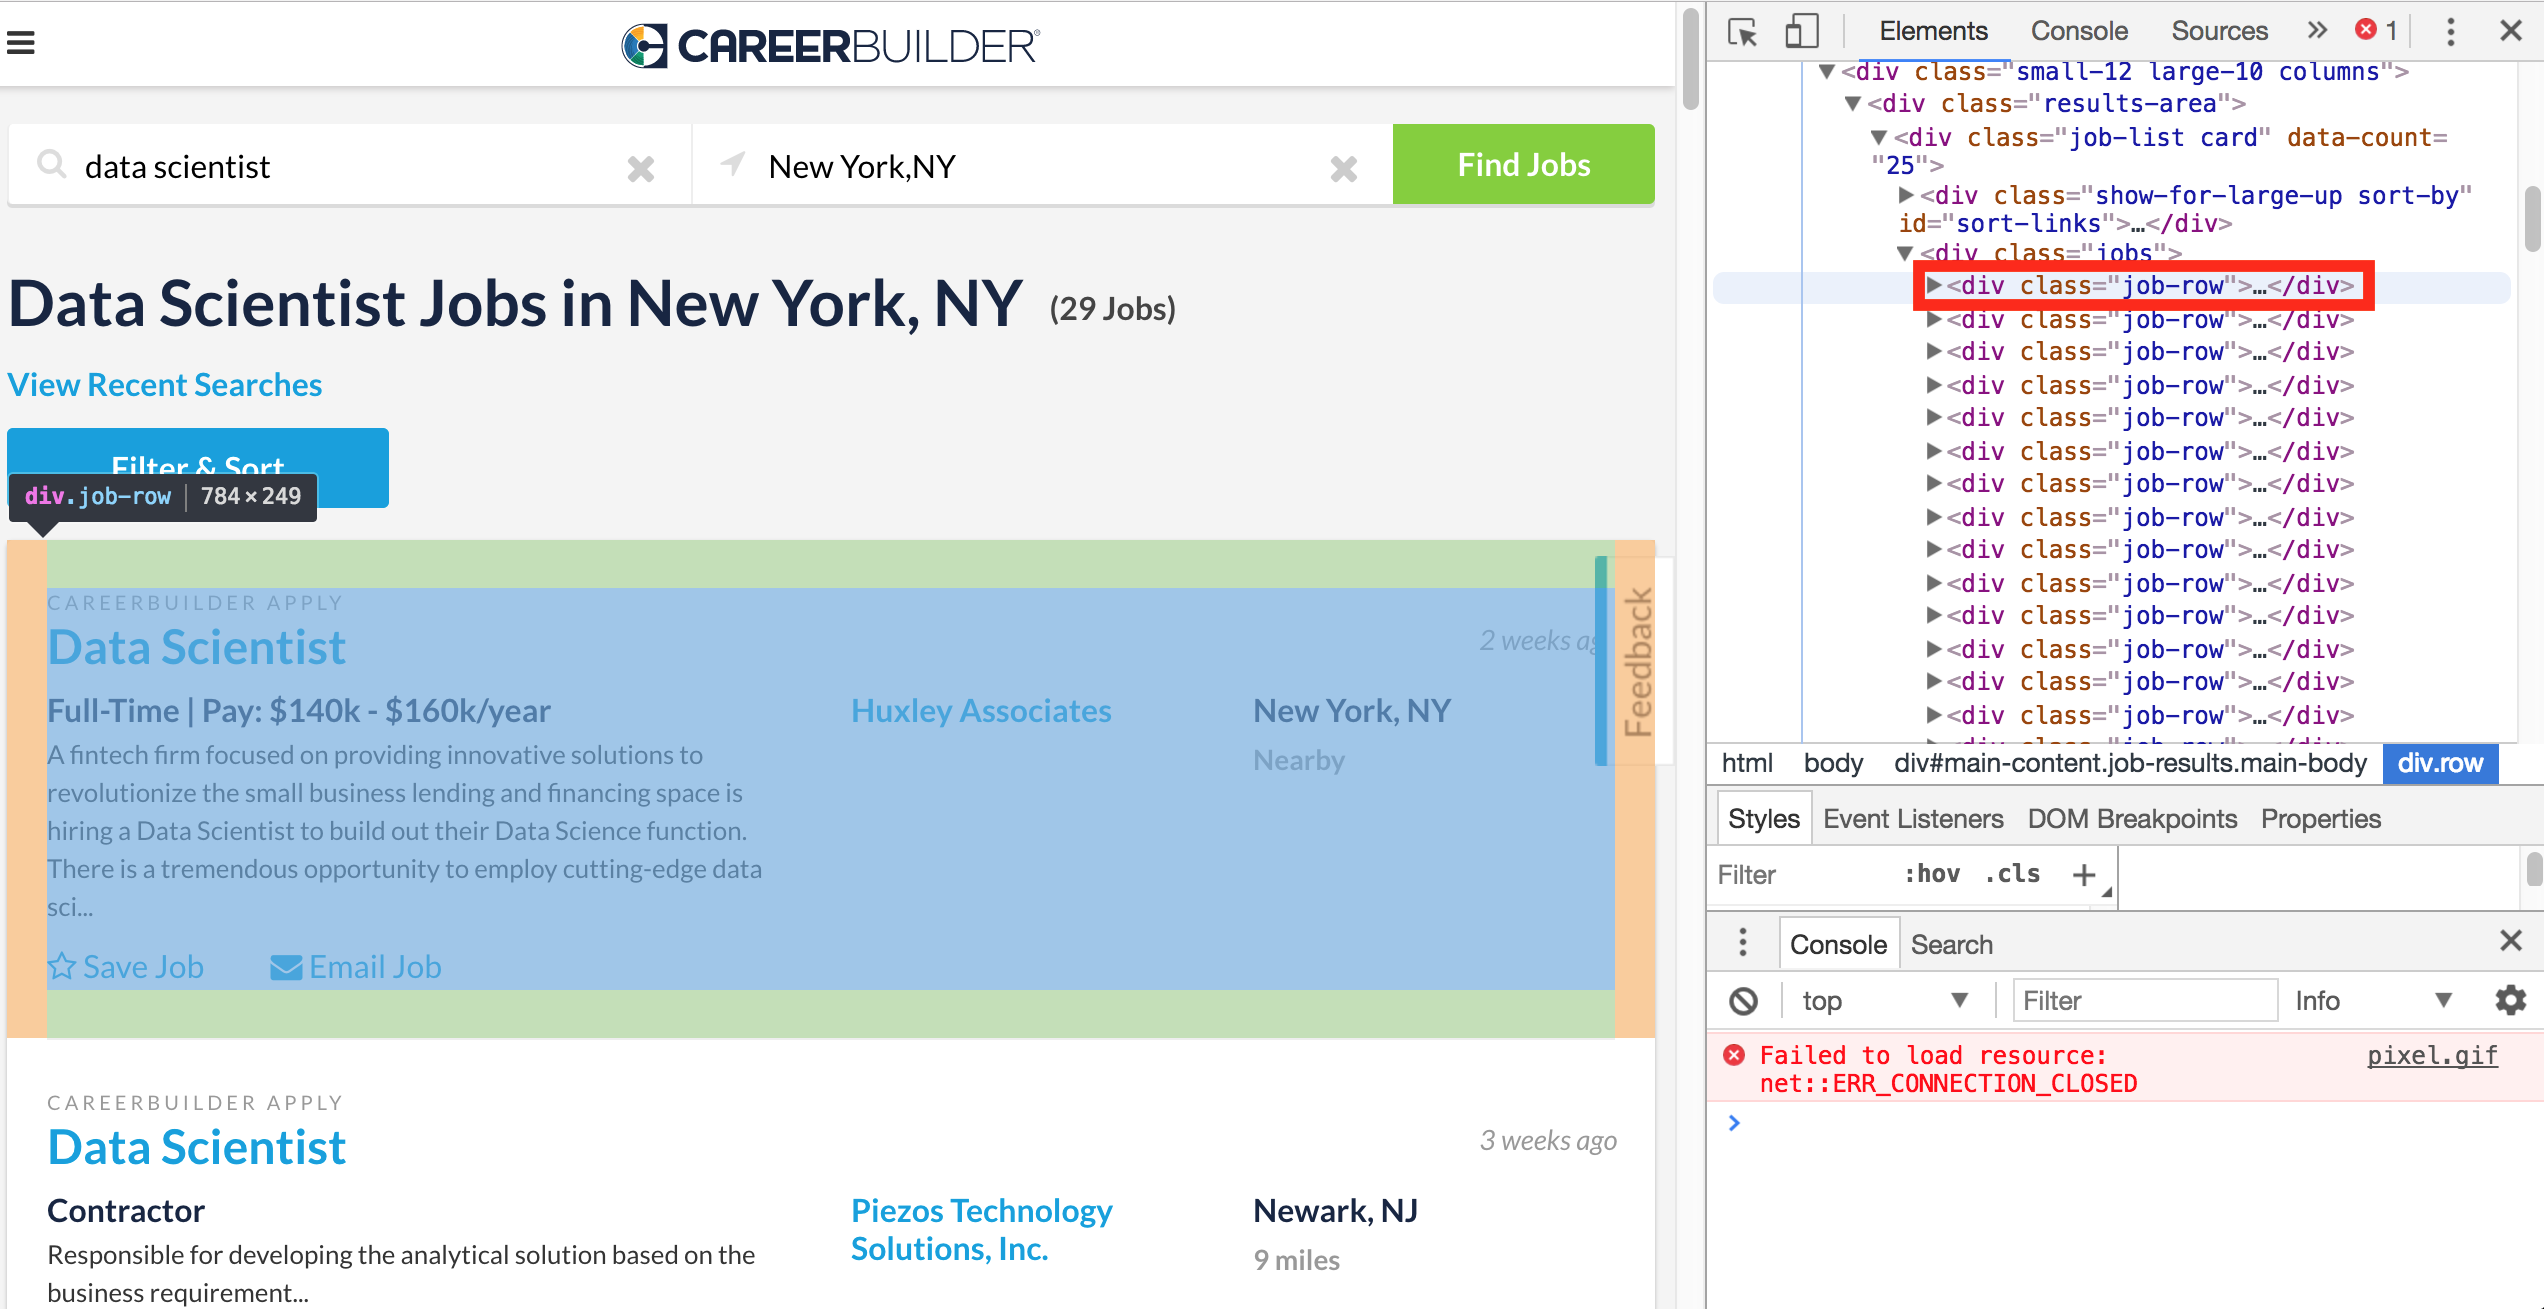 CAREERBUILDER®
data scientist
New York,NY
Find Jobs
Data Scientist Jobs in New York, NY (29 Jobs)
View Recent Searches
Filter & Sort
div.job-row 784 × 249
CAREERBUILDER APPLY
Data Scientist
2 weeks
Feedback
Full-Time | Pay: $140k - $160k/year
Huxley Associates
New York, NY
Nearby
A fintech firm focused on providing innovative solutions to
revolutionize the small business lending and financing space is
hiring a Data Scientist to build out their Data Science function.
There is a tremendous opportunity to employ cutting-edge data
sci...
Save Job
Email Job
CAREERBUILDER APPLY
Data Scientist
3 weeks ago
Contractor
Piezos Technology
Solutions, Inc.
Newark, NJ
9 miles
Responsible for developing the analytical solution based on the
business requirement...
Elements Console Sources » 1
<div class="small-12 large-10 columns">
<div class="results-area">
<div class="job-list card" data-count=
"25">
<div class="show-for-large-up sort-by"
id="sort-links">…</div>
<div class="jobs">
<div class="job-row">…</div>
<div class="job-row">…</div>
<div class="job-row">…</div>
<div class="job-row">…</div>
<div class="job-row">…</div>
<div class="job-row">…</div>
<div class="job-row">…</div>
<div class="job-row">…</div>
<div class="job-row">…</div>
<div class="job-row">…</div>
<div class="job-row">…</div>
<div class="job-row">…</div>
<div class="job-row">…</div>
<div class="job-row">…</div>
html body div#main-content.job-results.main-body div.row
Styles Event Listeners DOM Breakpoints Properties
Filter :hov .cls +
Console Search
top Filter Info
Failed to load resource: pixel.gif
net::ERR_CONNECTION_CLOSED